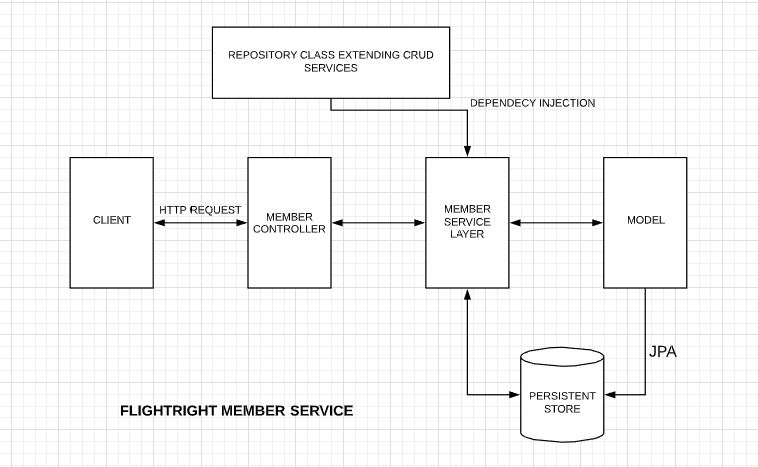 REPOSITORY CLASS EXTENDING CRUD
SERVICES
DEPENDECY INJECTION
CLIENT
HTTP REQUEST
MEMBER
CONTROLLER
MEMBER
SERVICE
LAYER
MODEL
JPA
PERSISTENT
STORE
FLIGHTRIGHT MEMBER SERVICE